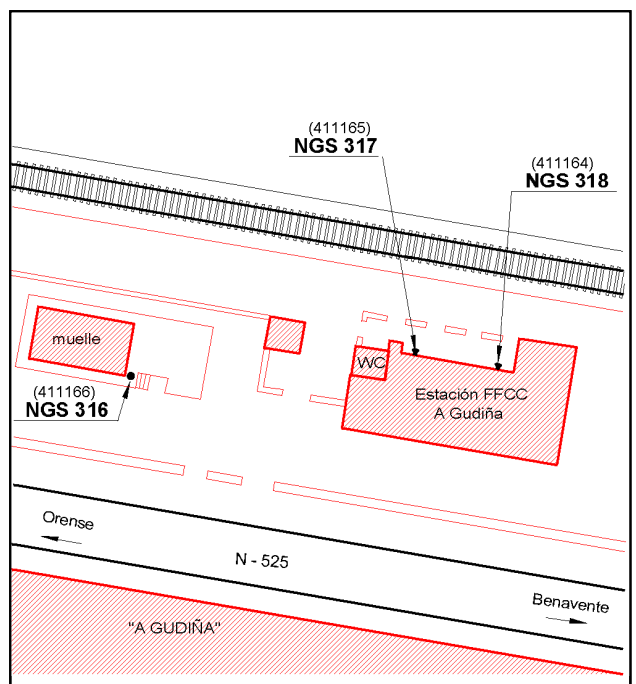 (411165)
NGS 317
(411164)
NGS 318
muelle
WC
(411166)
NGS 316
Estación FFCC
A Gudiña
Orense
N - 525
Benavente
"A GUDIÑA"